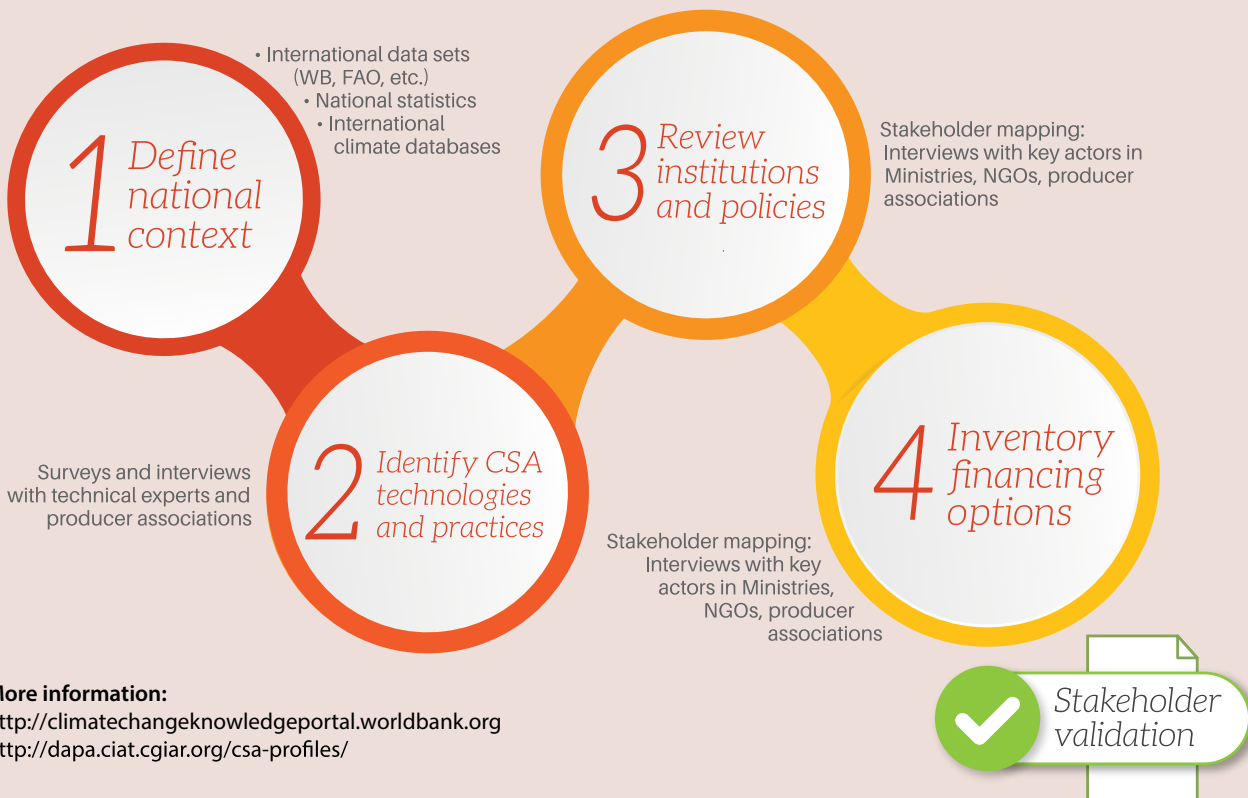 1 Define
national
context
• International data sets
(WB, FAO, etc.)
• National statistics
• International
climate databases
2 Identify CSA
technologies
and practices
Surveys and interviews
with technical experts and
producer associations
3 Review
institutions
and policies
Stakeholder mapping:
Interviews with key actors in
Ministries, NGOs, producer
associations
4 Inventory
financing
options
Stakeholder mapping:
Interviews with key
actors in Ministries,
NGOs, producer
associations
More information:
ttp://climatechangeknowledgeportal.worldbank.org
ttp://dapa.ciat.cgiar.org/csa-profiles/
Stakeholder
validation